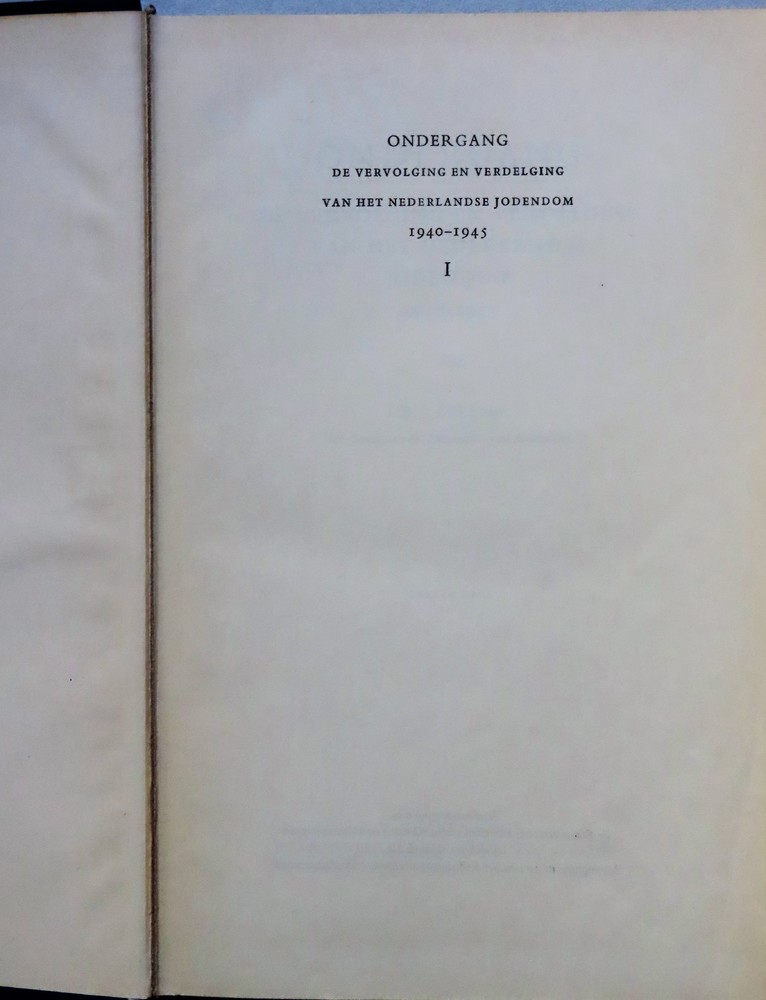 ONDERGANG
DE VERVOLGING EN VERDELGING
VAN HET NEDERLANDSE JODENDOM
1940–1945
I